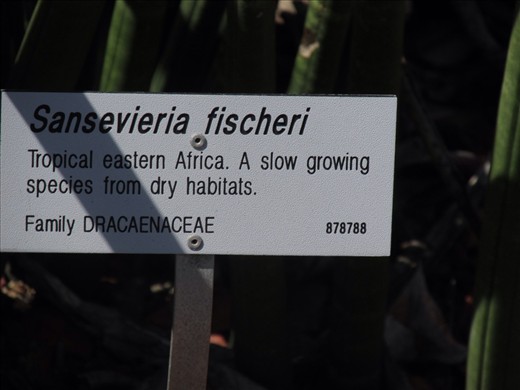 Sansevieria fischeri
Tropical eastern Africa. A slow growing
species from dry habitats.
Family DRACAENACEAE 878788